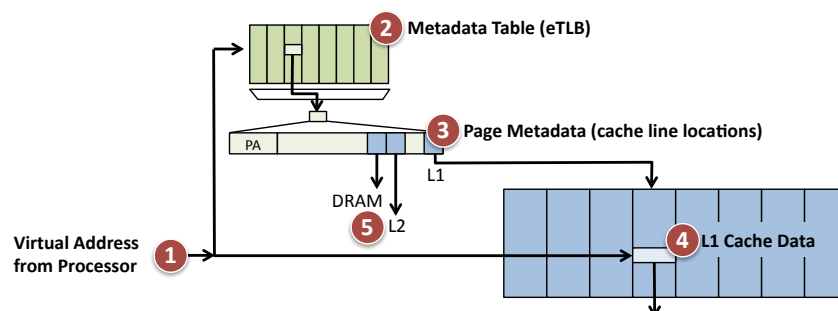 2 Metadata Table (eTLB)
3 Page Metadata (cache line locations)
PA
L1
DRAM
5 L2
Virtual Address
from Processor
1
4 L1 Cache Data